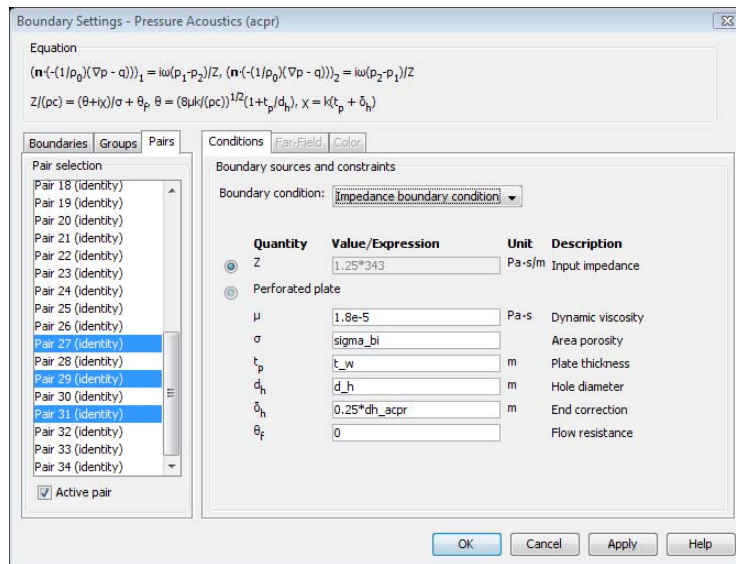 Boundary Settings - Pressure Acoustics (acpr)
Equation
(n·(-(1/ρ₀)(∇p - q)))₁ = iω(p₁-p₂)/Z, (n·(-(1/ρ₀)(∇p - q)))₂ = iω(p₂-p₁)/Z
Z/(ρc) = (θ+iχ)/σ + θf, θ = (8μk/(ρc))^1/2(1+tp/dh), χ = k(tp + δh)
Boundaries Groups Pairs
Conditions Far-Field Color
Pair selection
Pair 18 (identity)
Pair 19 (identity)
Pair 20 (identity)
Pair 21 (identity)
Pair 22 (identity)
Pair 23 (identity)
Pair 24 (identity)
Pair 25 (identity)
Pair 26 (identity)
Pair 27 (identity)
Pair 28 (identity)
Pair 29 (identity)
Pair 30 (identity)
Pair 31 (identity)
Pair 32 (identity)
Pair 33 (identity)
Pair 34 (identity)
Active pair
Boundary sources and constraints
Boundary condition: Impedance boundary condition
Quantity Value/Expression Unit Description
Z 1.25*343 Pa·s/m Input impedance
Perforated plate
μ 1.8e-5 Pa·s Dynamic viscosity
σ sigma_bi Area porosity
tp t_w m Plate thickness
dh d_h m Hole diameter
δh 0.25*dh_acpr m End correction
θf 0 Flow resistance
OK Cancel Apply Help